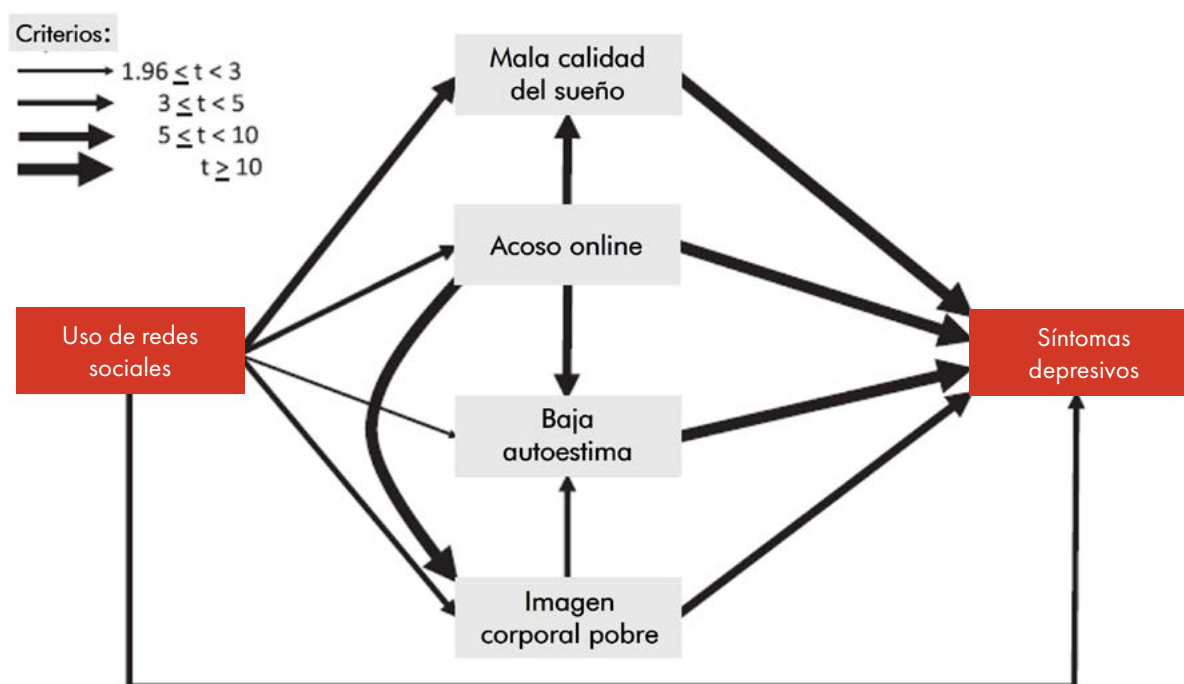 Criterios:
1.96 ≤ t < 3
3 ≤ t < 5
5 ≤ t < 10
t ≥ 10
Mala calidad
del sueño
Acoso online
Uso de redes
sociales
Síntomas
depresivos
Baja
autoestima
Imagen
corporal pobre